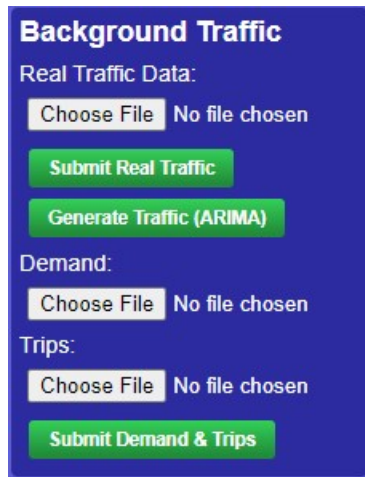 Background Traffic
Real Traffic Data:
Choose File No file chosen
Submit Real Traffic
Generate Traffic (ARIMA)
Demand:
Choose File No file chosen
Trips:
Choose File No file chosen
Submit Demand & Trips